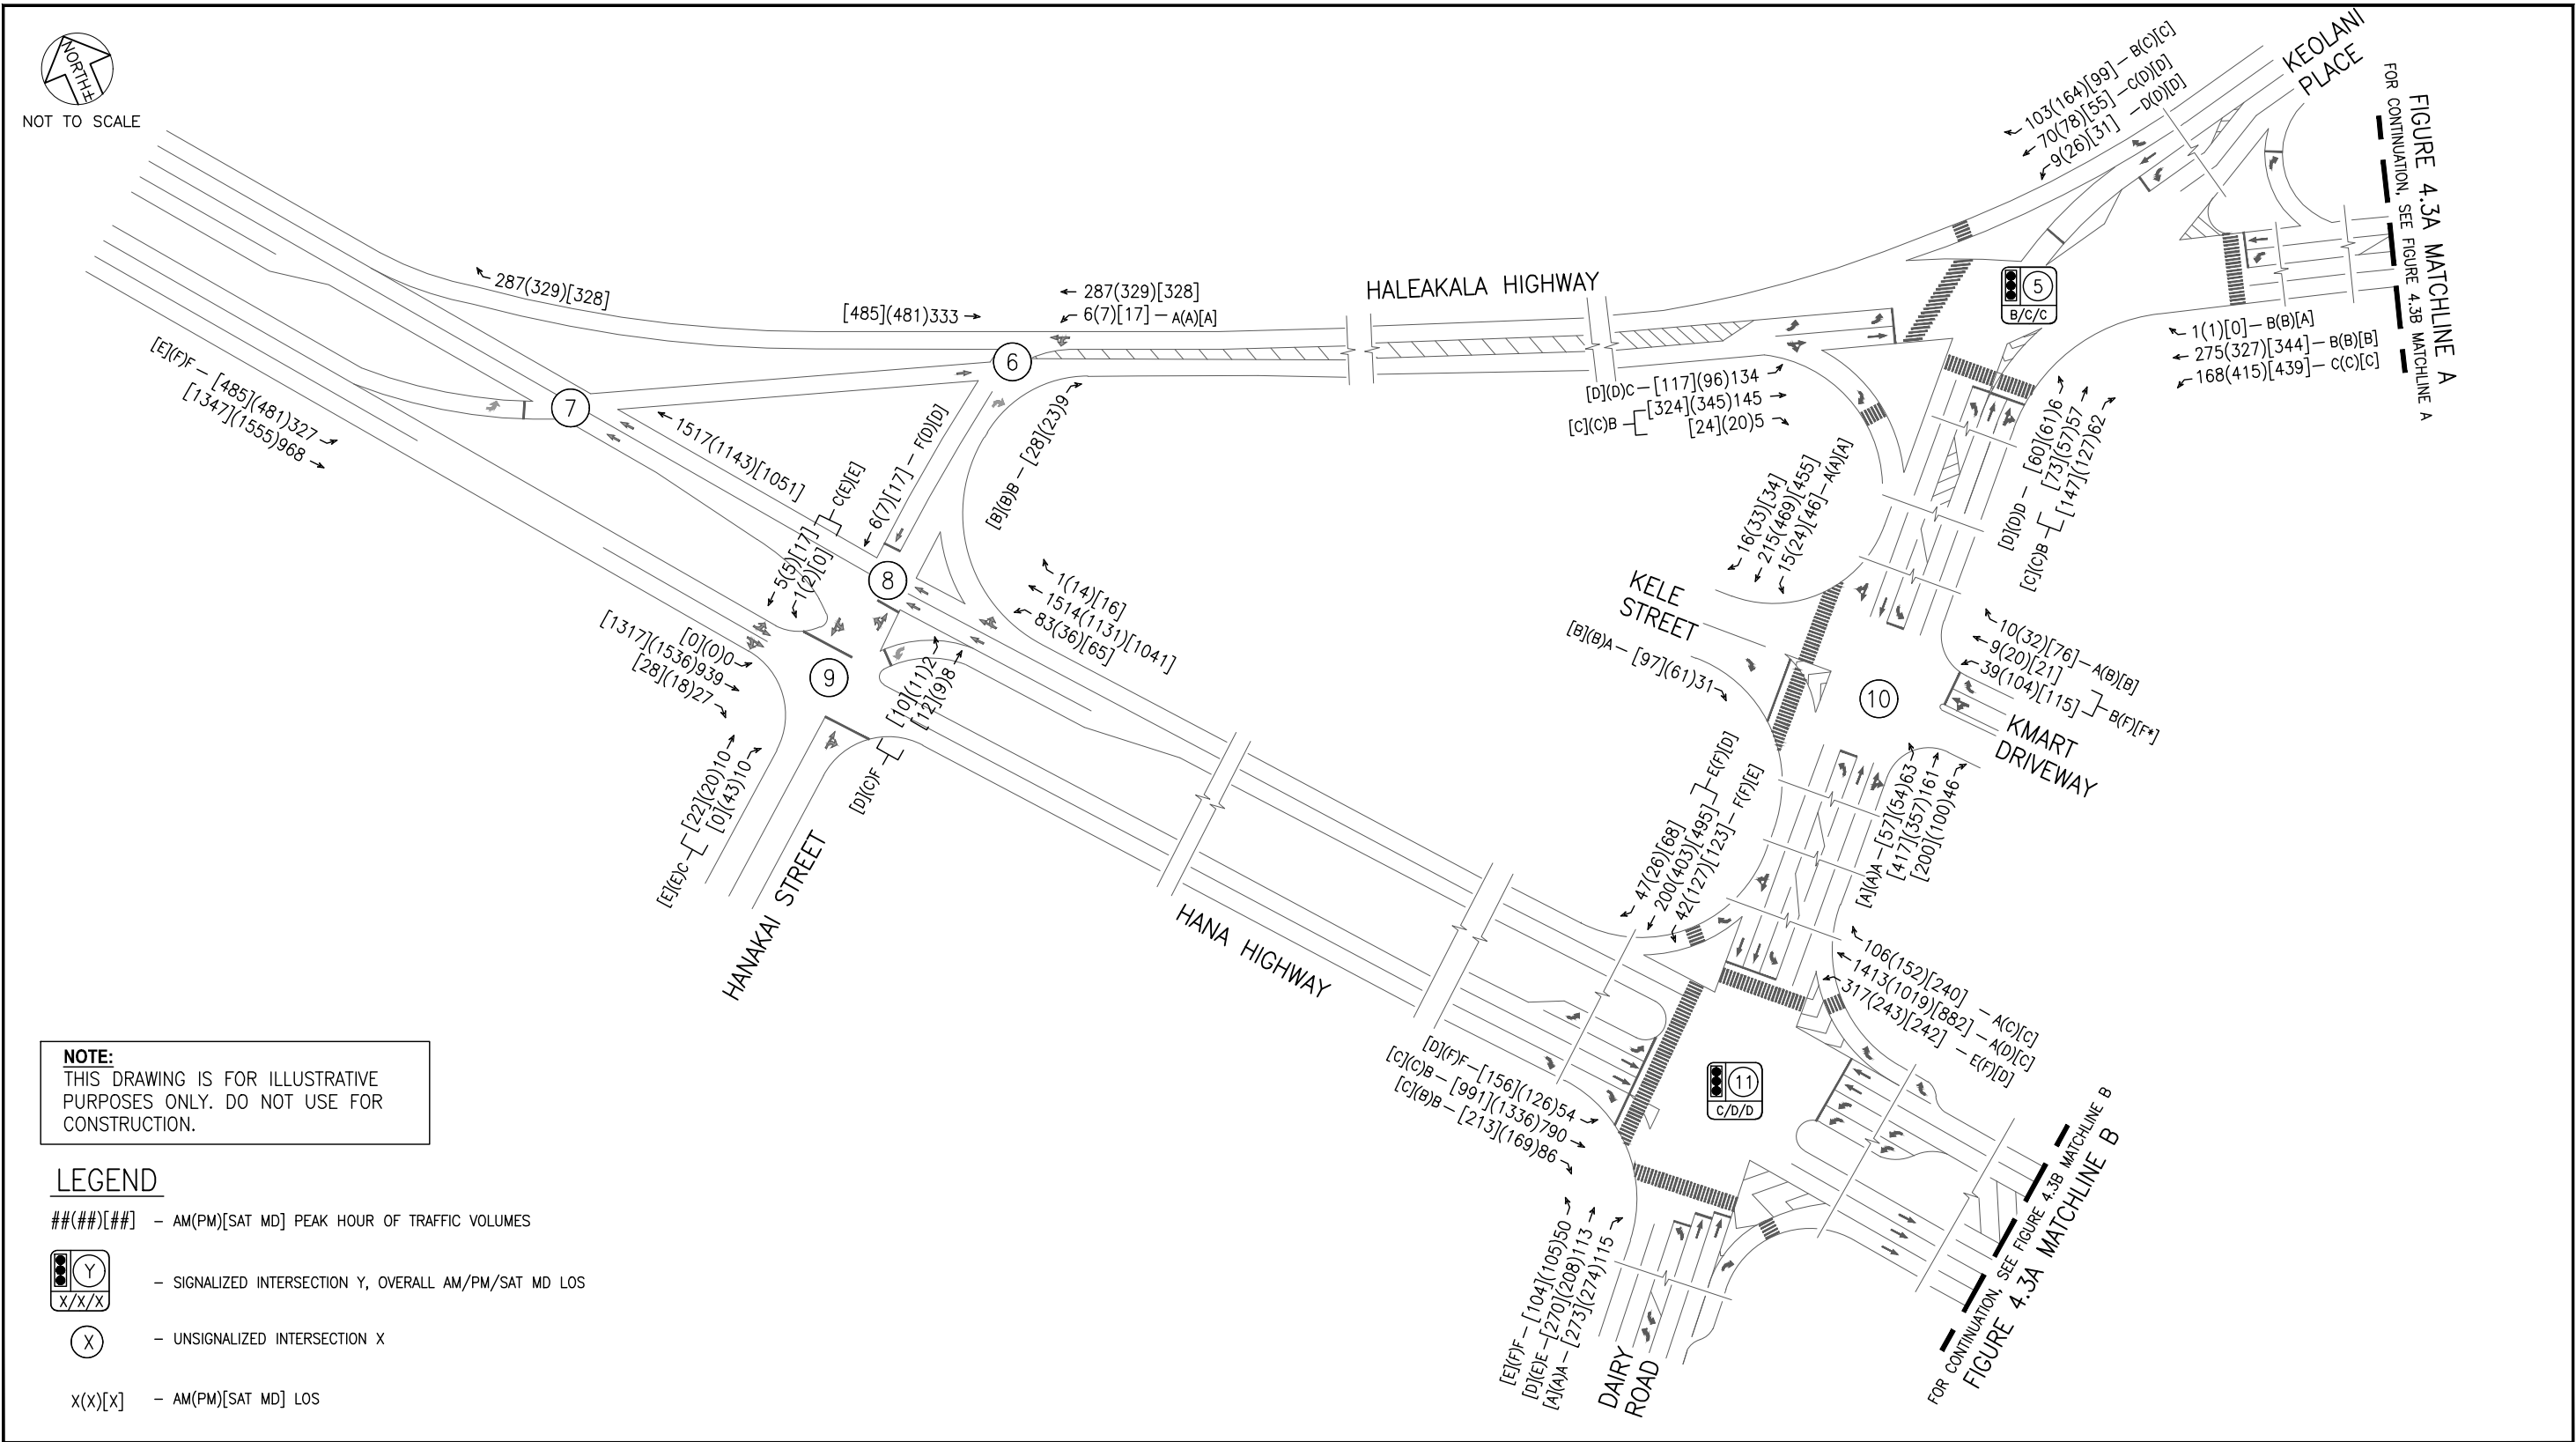 NORTH
NOT TO SCALE
KEOLANI
PLACE
103(164)[99] – B(C)[C]
70(78)[55] – C(D)[D]
9(26)[31] – D(D)[D]
FIGURE 4.3A MATCHLINE A
FOR CONTINUATION, SEE FIGURE 4.3B MATCHLINE A
5
B/C/C
1(1)[0] – B(B)[A]
275(327)[344] – B(B)[B]
168(415)[439] – C(C)[C]
HALEAKALA HIGHWAY
287(329)[328]
[485](481)333
287(329)[328]
6(7)[17] – A(A)[A]
6
7
[E](F)F – [485](481)327
[1347](1555)968
1517(1143)[1051]
6(7)[17] – F(D)[D]
[B](B)B – [28](23)9
[D](D)C – [117](96)134
[C](C)B
[324](345)145
[24](20)5
[D](D)D – [60](61)6
[73](57)57
[147](127)62
[C](C)B
16(33)[34]
215(469)[455]
15(24)[46] – A(A)[A]
C(E)[E]
5(5)[17]
1(2)[0]
8
[0](0)0
[1317](1536)939
[28](18)27
9
1(14)[16]
1514(1131)[1041]
83(36)[65]
[10](11)2
[12](9)8
[D](C)F
[22](20)10
[0](43)10
[E](E)C
HANAKAI STREET
HANA HIGHWAY
KELE
STREET
[B](B)A – [97](61)31
10
10(32)[76] – A(B)[B]
9(20)[21]
39(104)[115]
B(F)[F*]
KMART
DRIVEWAY
[A](A)A – [57](54)63
[417](357)161
[200](100)46
47(26)[68]
200(403)[495]
E(F)[D]
42(127)[123] – F(F)[E]
106(152)[240] – A(C)[C]
1413(1019)[882] – A(D)[C]
317(243)[242] – E(F)[D]
[D](F)F – [156](126)54
[C](C)B – [991](1336)790
[C](B)B – [213](169)86
11
C/D/D
[E](F)F – [104](105)50
[D](E)E – [270](208)113
[A](A)A – [273](274)115
DAIRY
ROAD
FOR CONTINUATION, SEE FIGURE 4.3B MATCHLINE B
FIGURE 4.3A MATCHLINE B
NOTE:
THIS DRAWING IS FOR ILLUSTRATIVE
PURPOSES ONLY. DO NOT USE FOR
CONSTRUCTION.
LEGEND
##(##)[##] – AM(PM)[SAT MD] PEAK HOUR OF TRAFFIC VOLUMES
Y
X/X/X
– SIGNALIZED INTERSECTION Y, OVERALL AM/PM/SAT MD LOS
X – UNSIGNALIZED INTERSECTION X
X(X)[X] – AM(PM)[SAT MD] LOS